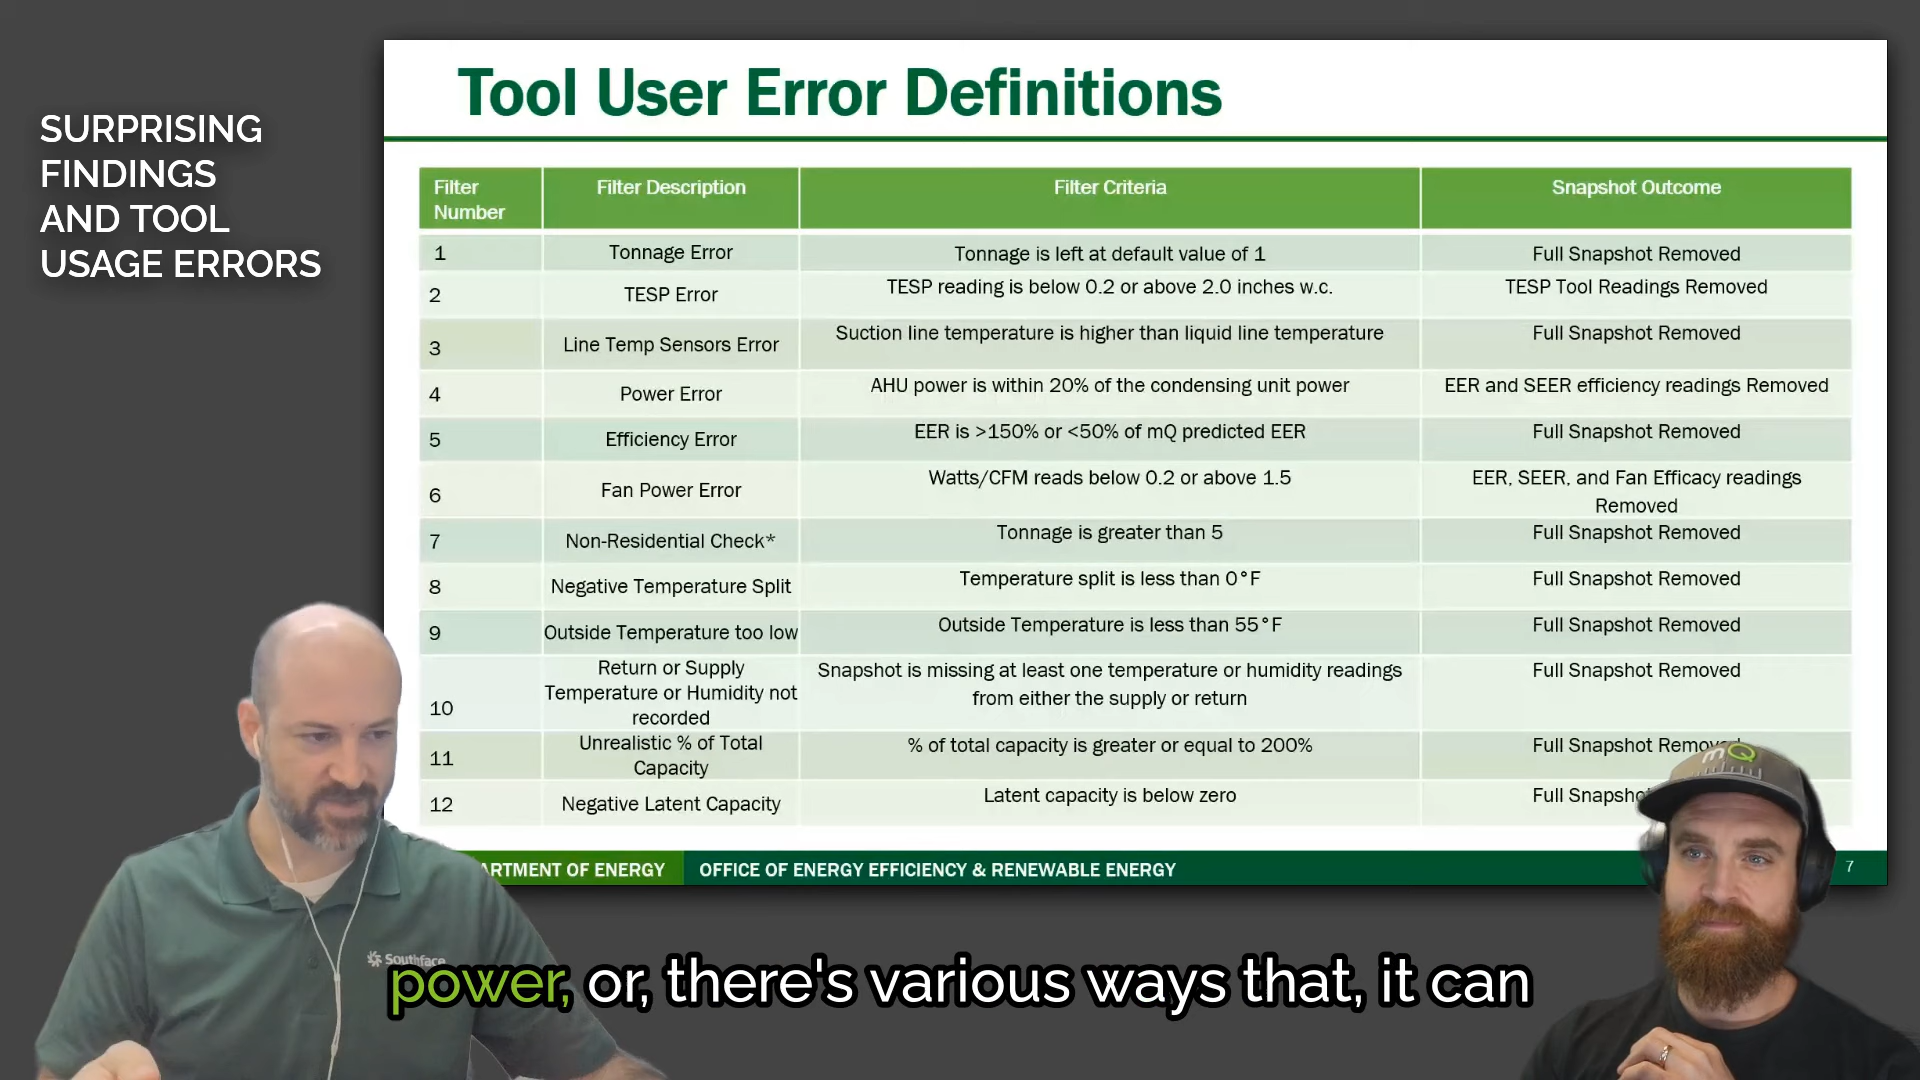 SURPRISING
FINDINGS
AND TOOL
USAGE ERRORS
Tool User Error Definitions
Filter
Number
Filter Description
Filter Criteria
Snapshot Outcome
1
Tonnage Error
Tonnage is left at default value of 1
Full Snapshot Removed
2
TESP Error
TESP reading is below 0.2 or above 2.0 inches w.c.
TESP Tool Readings Removed
3
Line Temp Sensors Error
Suction line temperature is higher than liquid line temperature
Full Snapshot Removed
4
Power Error
AHU power is within 20% of the condensing unit power
EER and SEER efficiency readings Removed
5
Efficiency Error
EER is >150% or <50% of mQ predicted EER
Full Snapshot Removed
6
Fan Power Error
Watts/CFM reads below 0.2 or above 1.5
EER, SEER, and Fan Efficacy readings
Removed
7
Non-Residential Check*
Tonnage is greater than 5
Full Snapshot Removed
8
Negative Temperature Split
Temperature split is less than 0°F
Full Snapshot Removed
9
Outside Temperature too low
Outside Temperature is less than 55°F
Full Snapshot Removed
10
Return or Supply
Temperature or Humidity not
recorded
Snapshot is missing at least one temperature or humidity readings
from either the supply or return
Full Snapshot Removed
11
Unrealistic % of Total
Capacity
% of total capacity is greater or equal to 200%
Full Snapshot
12
Negative Latent Capacity
Latent capacity is below zero
Full
ARTMENT OF ENERGY
OFFICE OF ENERGY EFFICIENCY & RENEWABLE ENERGY
7
mQ
Southface
power, or, there's various ways that, it can